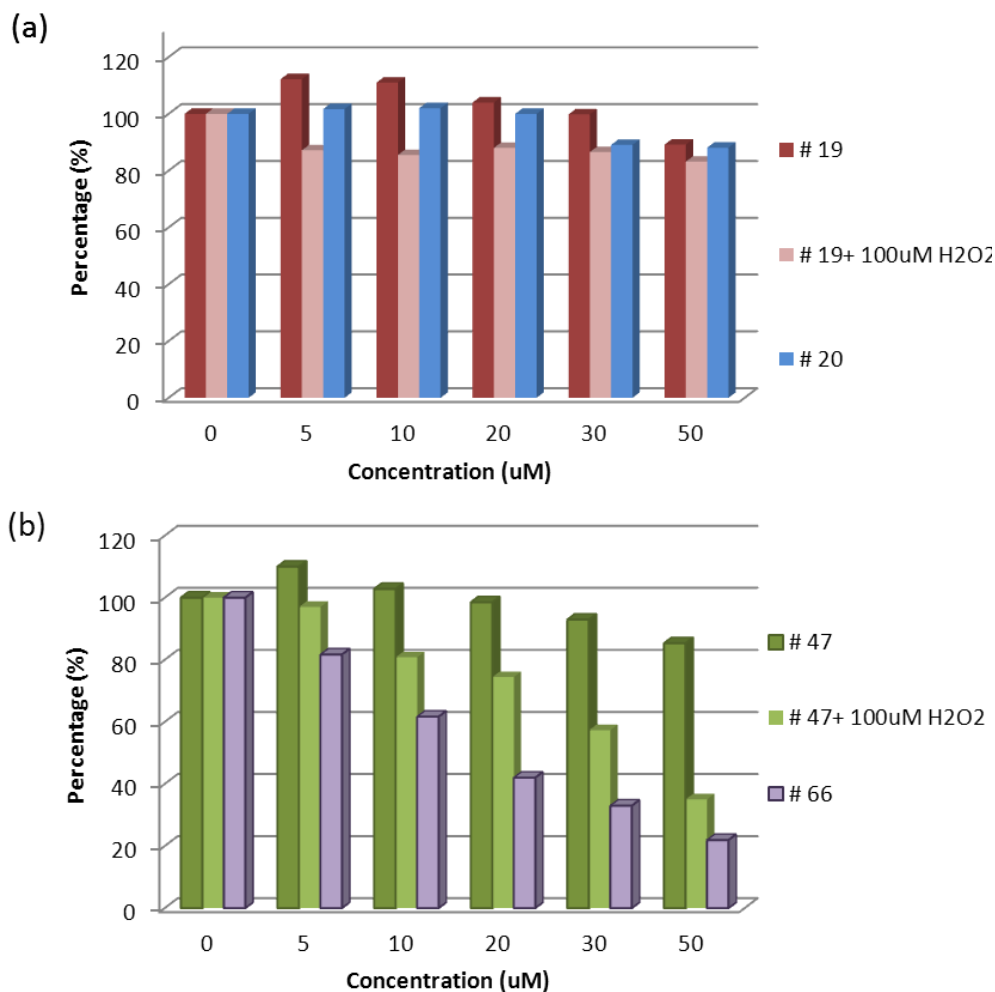 (a)
120
100
80
60
40
20
0
Percentage (%)
0 5 10 20 30 50
Concentration (uM)
# 19
# 19+ 100uM H2O2
# 20
(b)
120
100
80
60
40
20
0
Percentage (%)
0 5 10 20 30 50
Concentration (uM)
# 47
# 47+ 100uM H2O2
# 66